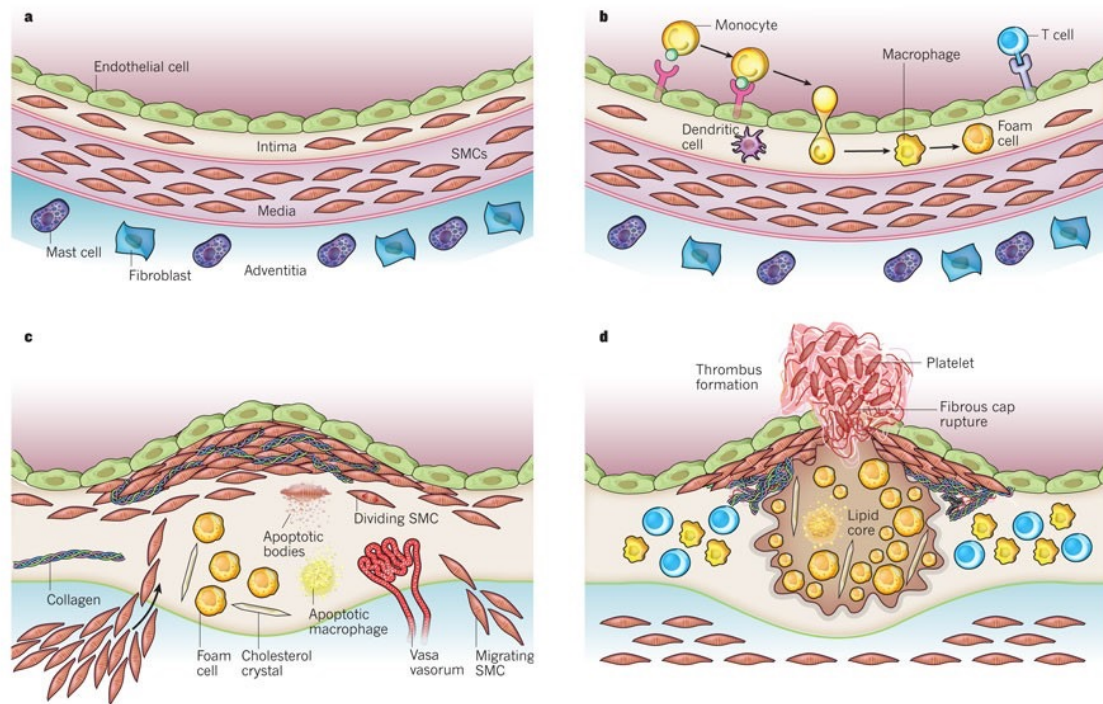 a
Endothelial cell
Intima
SMCs
Media
Mast cell
Fibroblast
Adventitia
b
Monocyte
T cell
Macrophage
Dendritic
cell
Foam
cell
c
Dividing SMC
Apoptotic
bodies
Collagen
Apoptotic
macrophage
Foam
cell
Cholesterol
crystal
Vasa
vasorum
Migrating
SMC
d
Thrombus
formation
Platelet
Fibrous cap
rupture
Lipid
core